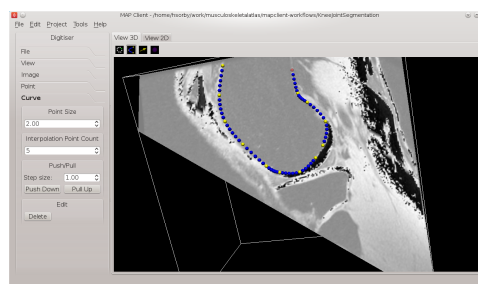 MAP Client - /home/hsorby/work/musculoskeletalatlas/mapclient-workflows/KneeJointSegmentation
File Edit Project Tools Help
Digitiser
View 3D View 2D
File
View
Image
Point
Curve
Point Size
2.00
Interpolation Point Count
5
Push/Pull
Step size: 1.00
Push Down Pull Up
Edit
Delete